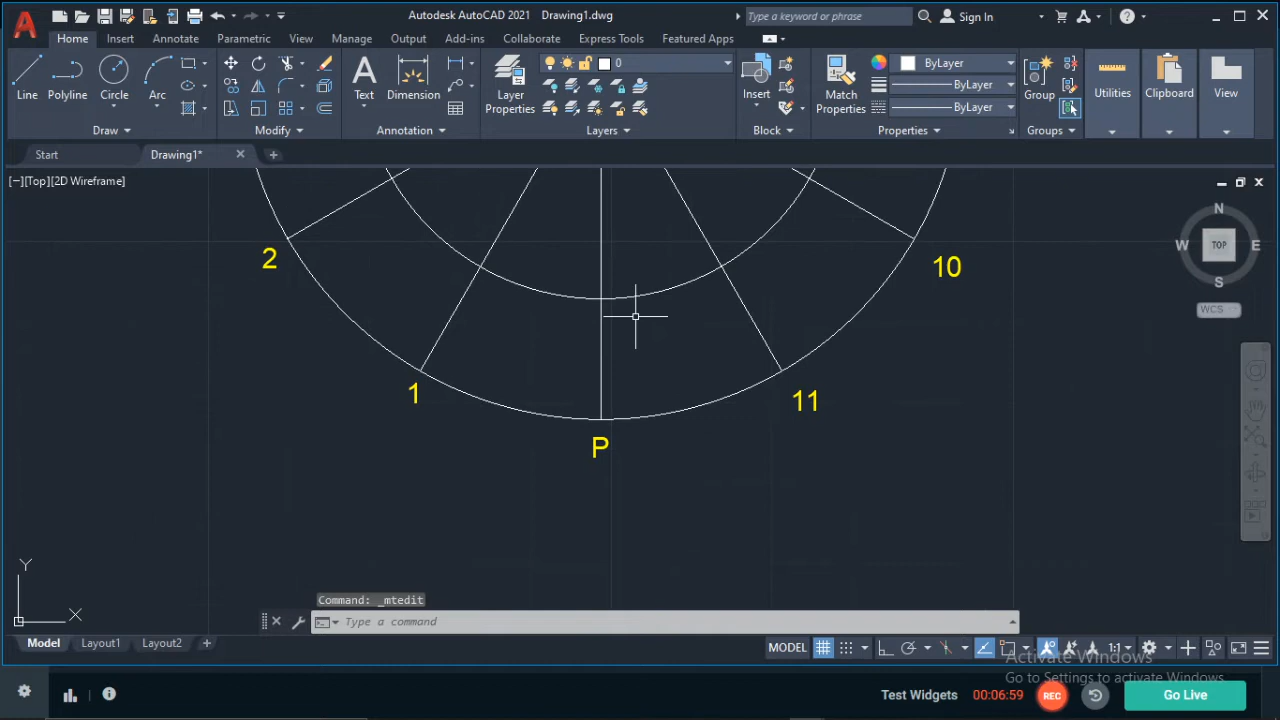 Autodesk AutoCAD 2021 Drawing1.dwg
Type a keyword or phrase
Sign In
Home Insert Annotate Parametric View Manage Output Add-ins Collaborate Express Tools Featured Apps
Line Polyline Circle Arc
Text Dimension
Layer Properties
0
Insert
Match Properties
ByLayer
ByLayer
ByLayer
Group
Utilities Clipboard View
Draw Modify Annotation Layers Block Properties Groups
Start Drawing1*
[−][Top][2D Wireframe]
N
W TOP E
S
WCS
2
10
1
11
P
Y
X
Command: _mtedit
Type a command
Model Layout1 Layout2
MODEL
1:1
Activate Windows
Go to Settings to activate Windows.
Test Widgets 00:06:59 REC Go Live